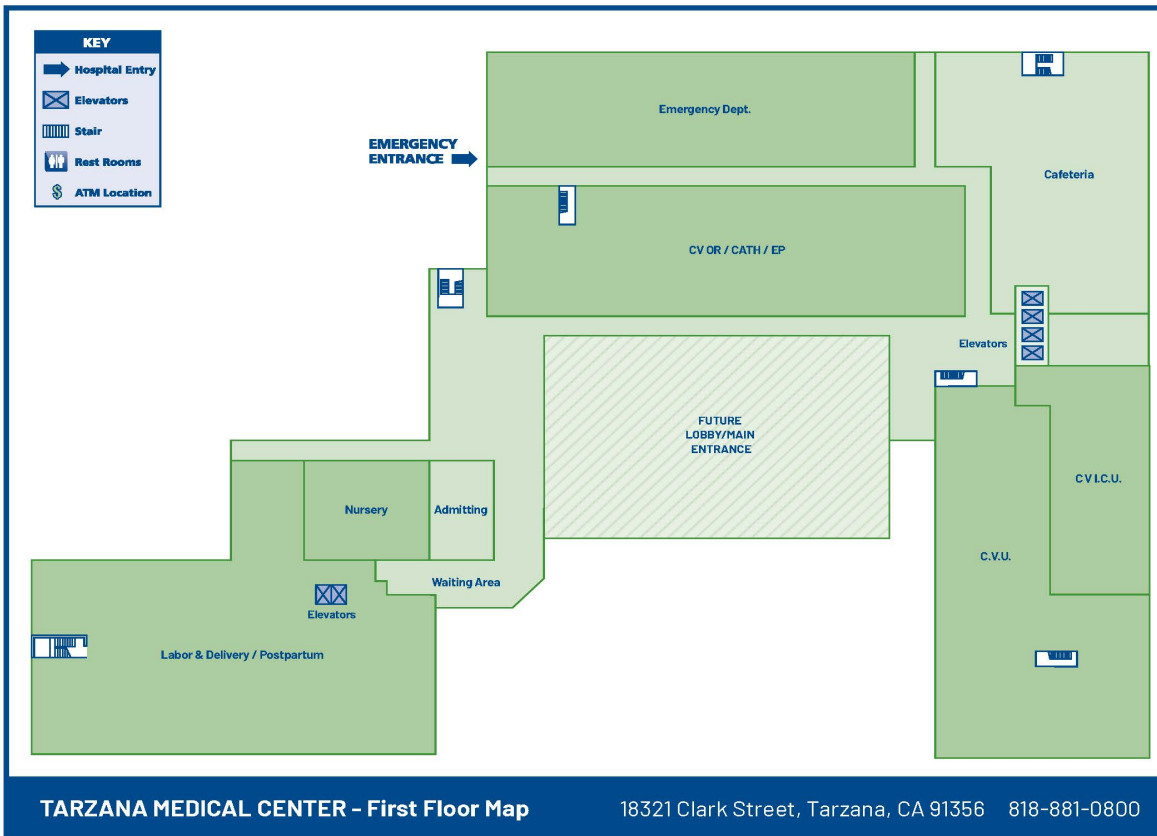 KEY
Hospital Entry
Elevators
Stair
Rest Rooms
$ ATM Location
EMERGENCY
ENTRANCE
Emergency Dept.
Cafeteria
CV OR / CATH / EP
Elevators
FUTURE
LOBBY/MAIN
ENTRANCE
C V I.C.U.
Nursery
Admitting
C.V.U.
Waiting Area
Elevators
Labor & Delivery / Postpartum
TARZANA MEDICAL CENTER – First Floor Map
18321 Clark Street, Tarzana, CA 91356 818-881-0800